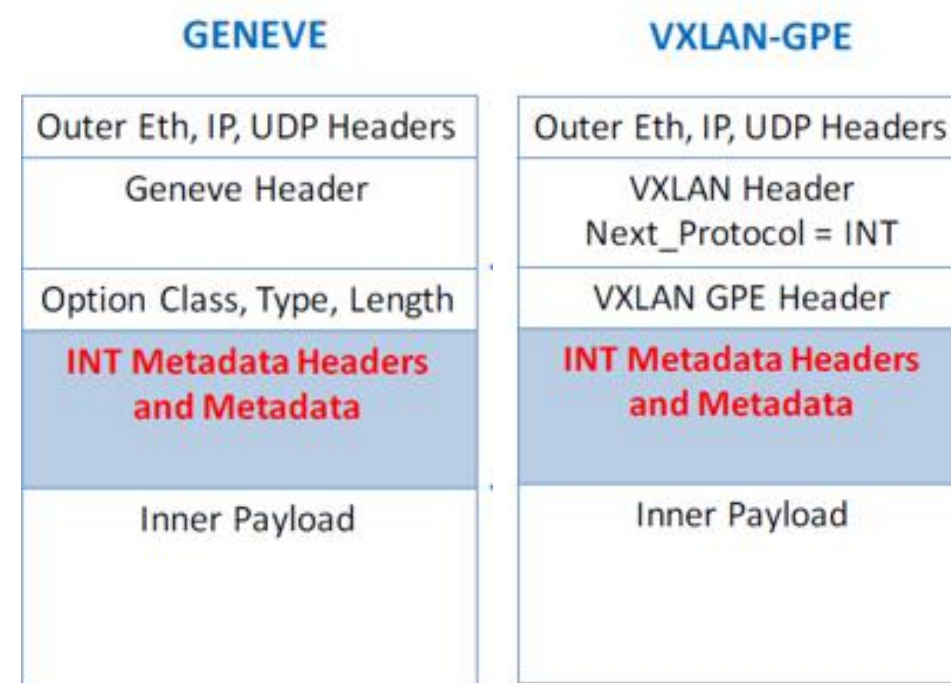 GENEVE
Outer Eth, IP, UDP Headers
Geneve Header
Option Class, Type, Length
INT Metadata Headers
and Metadata
Inner Payload
VXLAN-GPE
Outer Eth, IP, UDP Headers
VXLAN Header
Next_Protocol = INT
VXLAN GPE Header
INT Metadata Headers
and Metadata
Inner Payload